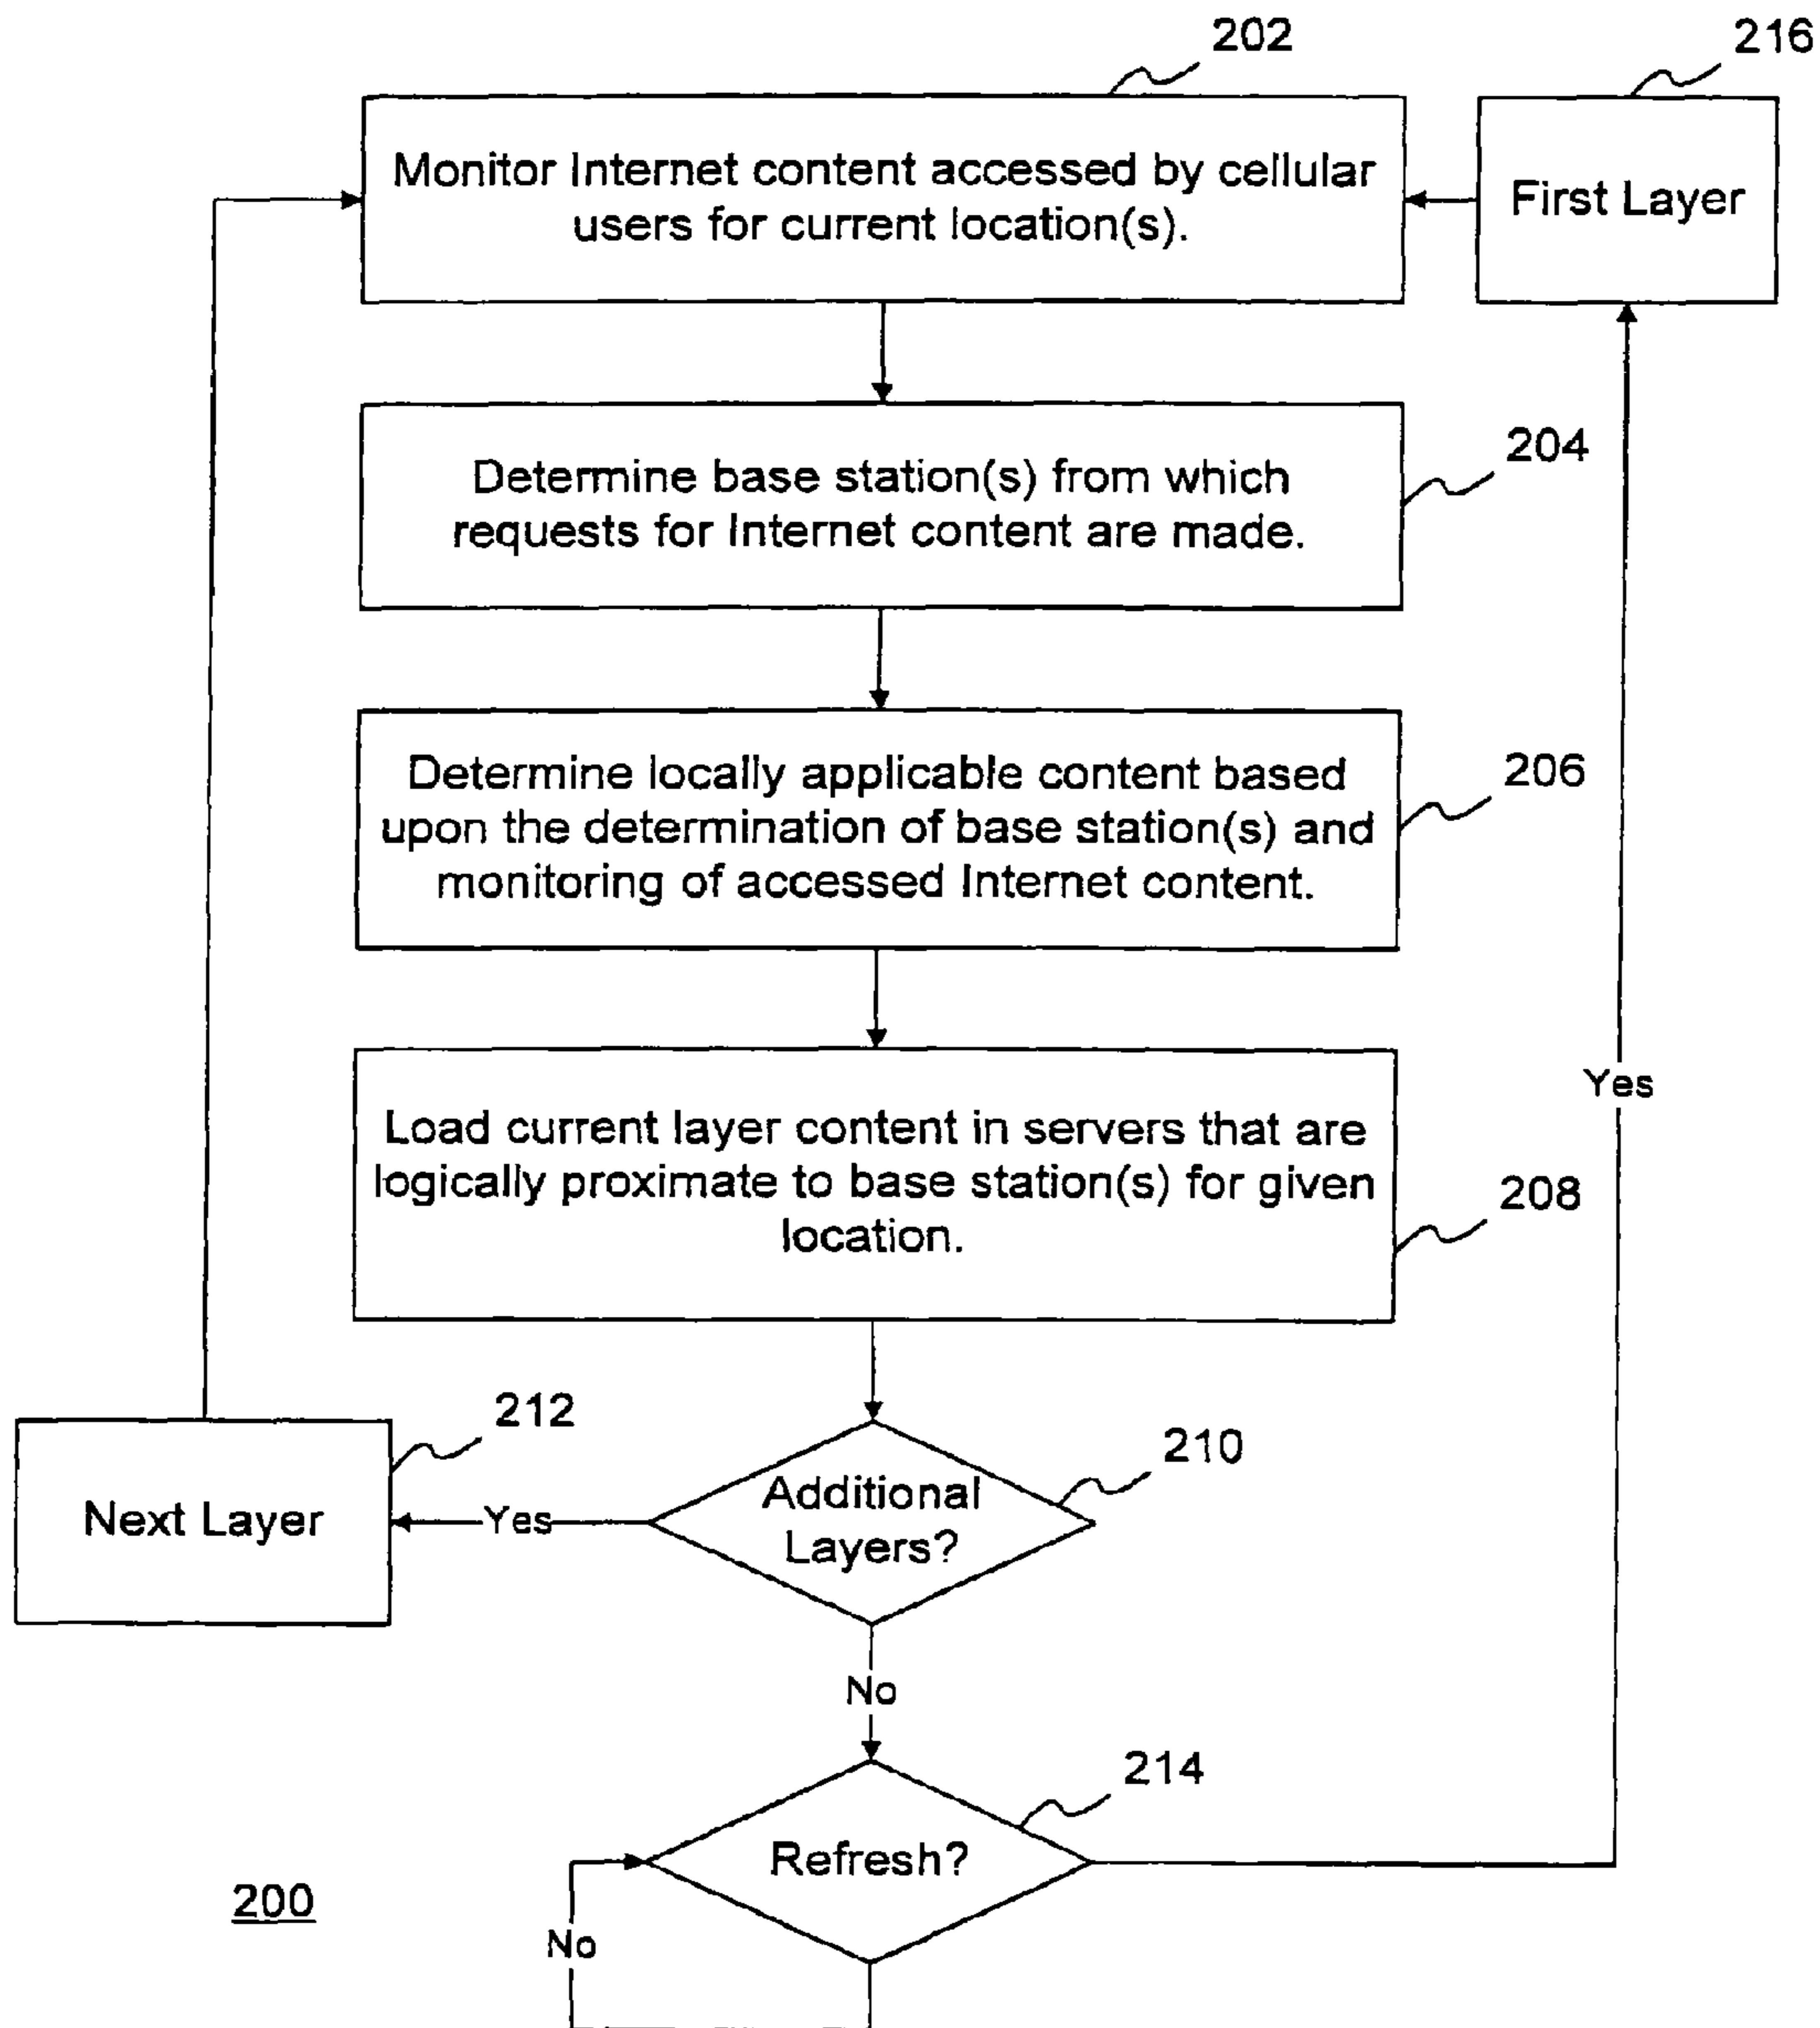 202
216
Monitor Internet content accessed by cellular
users for current location(s).
First Layer
204
Determine base station(s) from which
requests for Internet content are made.
206
Determine locally applicable content based
upon the determination of base station(s) and
monitoring of accessed Internet content.
Yes
Load current layer content in servers that are
logically proximate to base station(s) for given
location.
208
212
210
Next Layer
Yes
Additional
Layers?
No
214
Refresh?
200
No